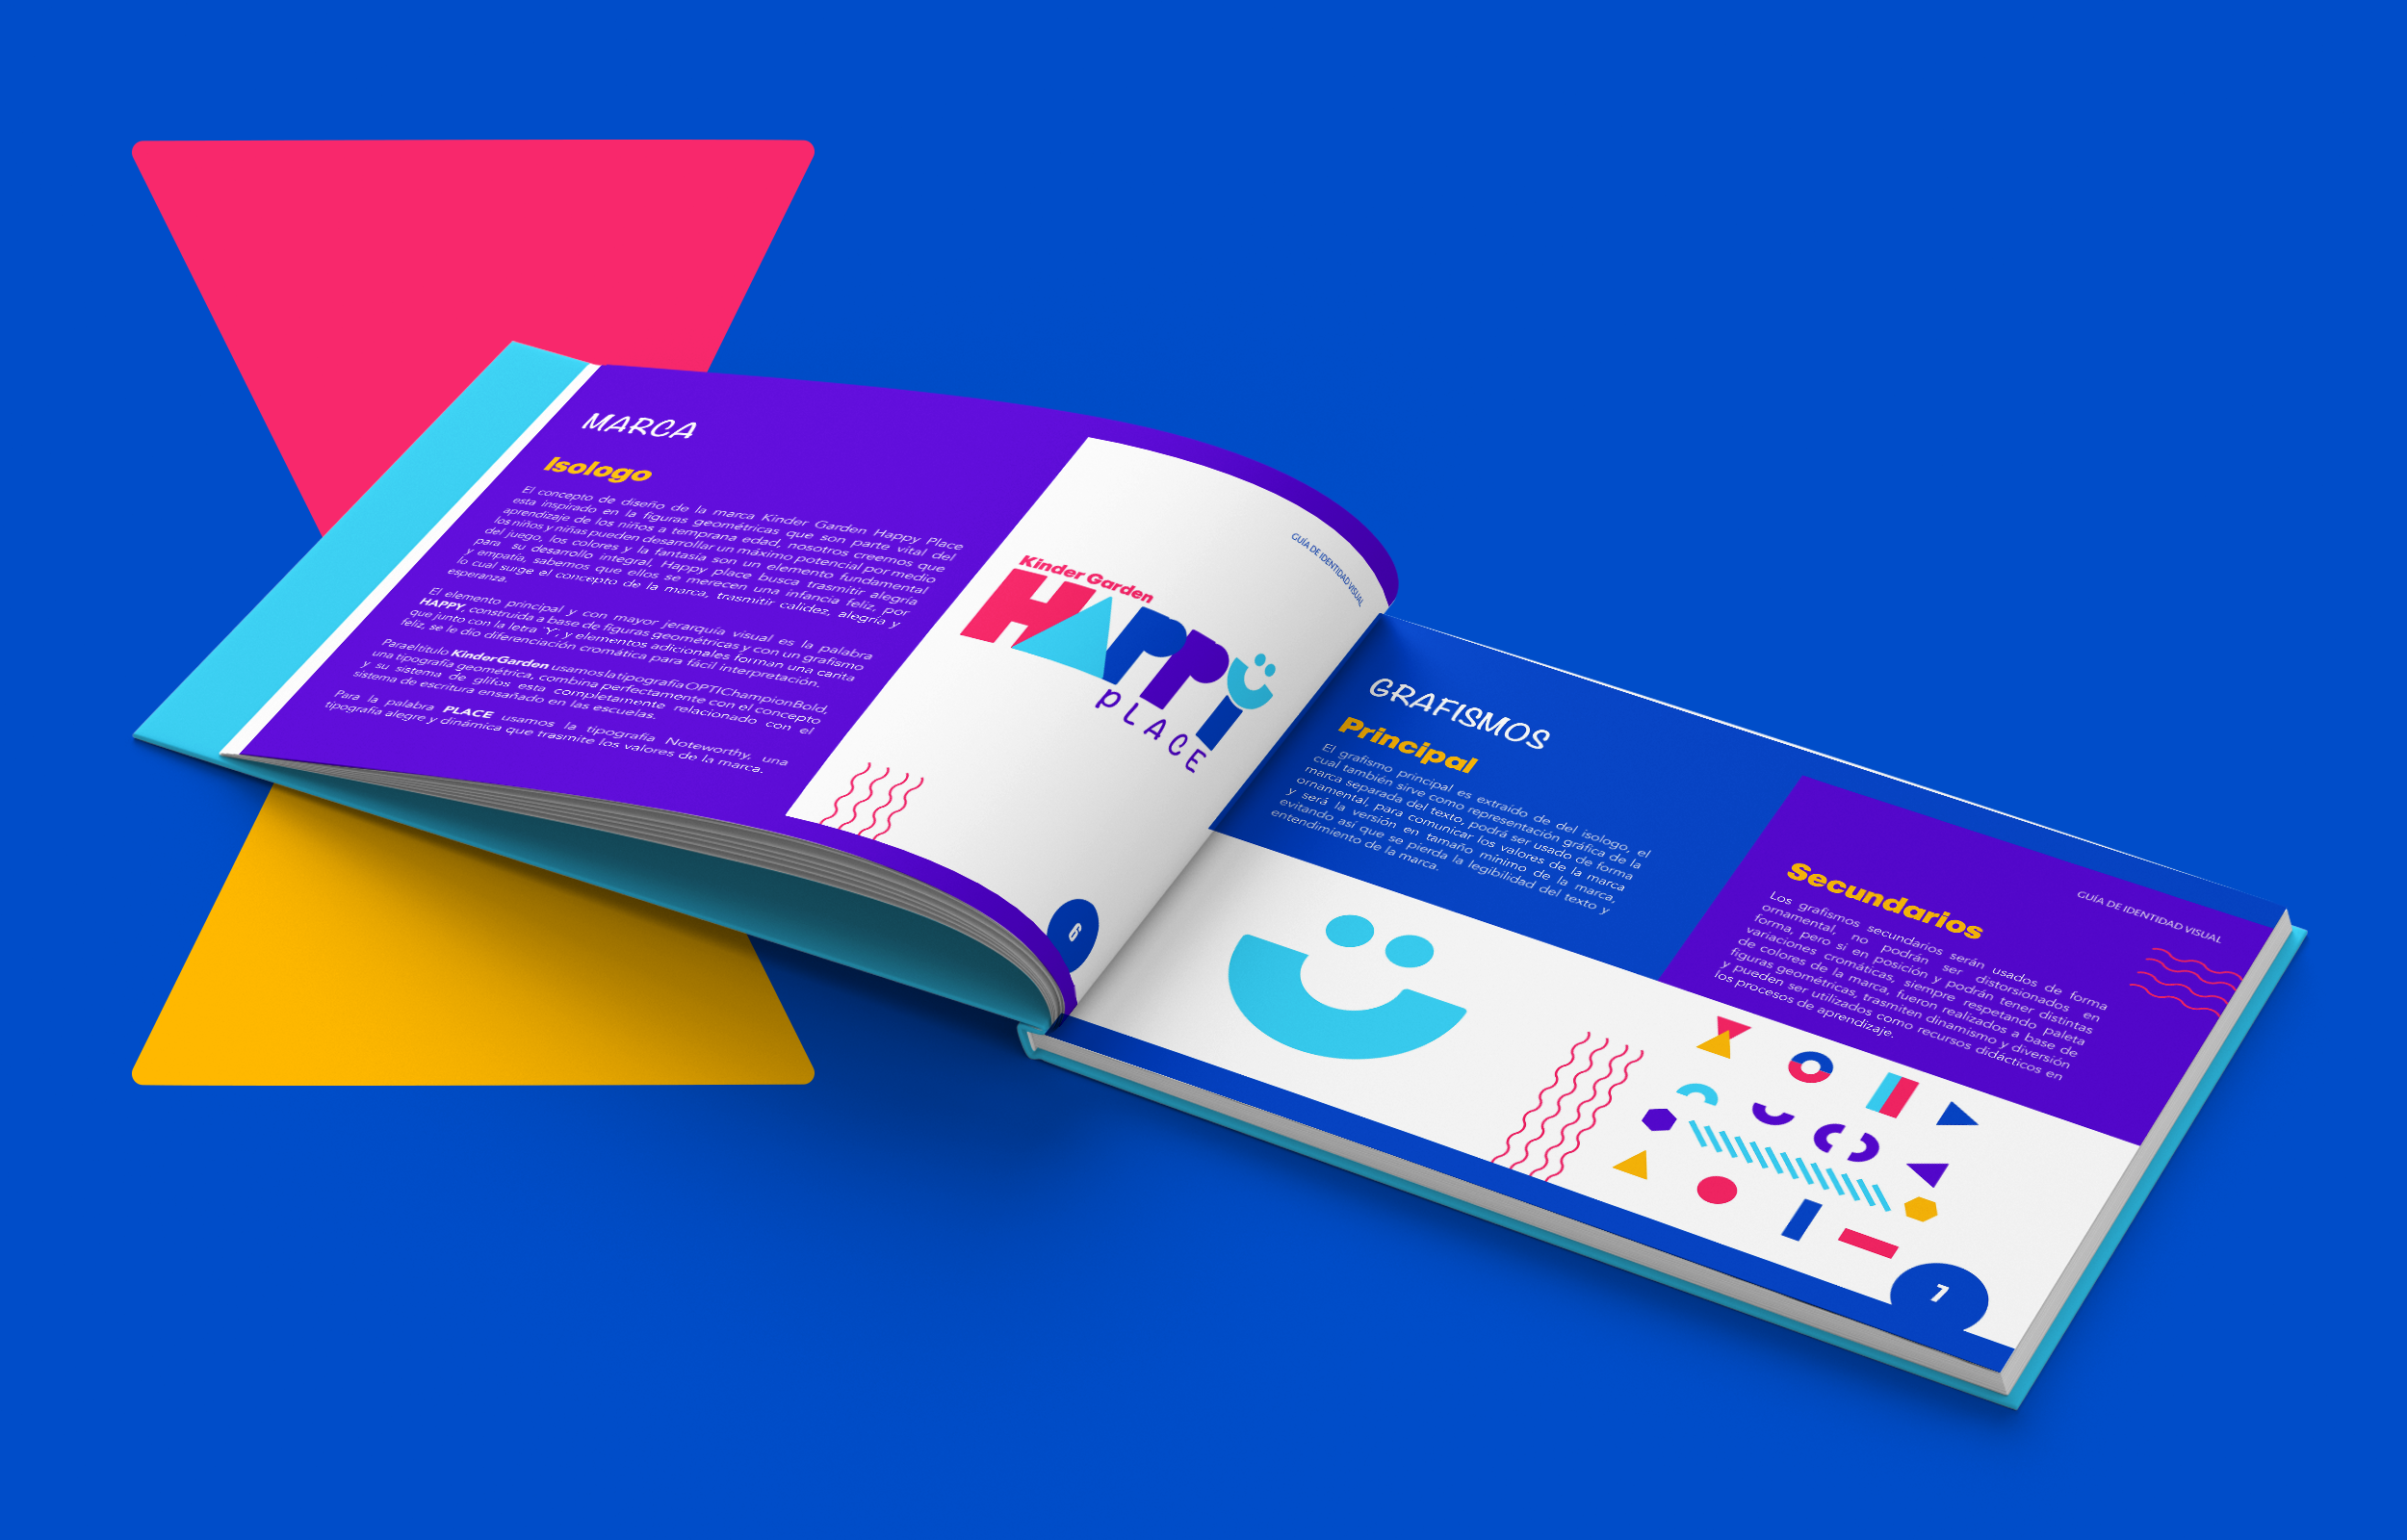 MARCA
Isologo
El concepto de diseño de la marca Kinder Garden Happy Place
esta inspirado en la figuras geométricas que son parte vital del
aprendizaje de los niños a temprana edad, nosotros creemos que
los niños y niñas pueden desarrollar un máximo potencial por medio
del juego, los colores y la fantasía son un elemento fundamental
para su desarrollo integral, Happy place busca trasmitir alegría
y empatía, sabemos que ellos se merecen una infancia feliz, por
lo cual surge el concepto de la marca, trasmitir calidez, alegría y
esperanza.
El elemento principal y con mayor jerarquía visual es la palabra
HAPPY, construida a base de figuras geométricas y con un grafismo
que junto con la letra ¨Y¨, y elementos adicionales forman una carita
feliz, se le dio diferenciación cromática para fácil interpretación.
Para el título Kinder Garden usamos la tipografía OPTIChampionBold,
una tipografía geométrica, combina perfectamente con el concepto
y su sistema de glifos esta completamente relacionado con el
sistema de escritura ensañado en las escuelas.
Para la palabra PLACE usamos la tipografía Noteworthy, una
tipografía alegre y dinámica que trasmite los valores de la marca.
GUÍA DE IDENTIDAD VISUAL
Kinder Garden
HAPPY
pLACE
6
GRAFISMOS
Principal
El grafismo principal es extraido de del isologo, el
cual también sirve como representación gráfica de la
marca separada del texto, podrá ser usado de forma
ornamental, para comunicar los valores de la marca
y será la versión en tamaño mínimo de la marca,
evitando así que se pierda la legibilidad del texto y
entendimiento de la marca.
GUÍA DE IDENTIDAD VISUAL
Secundarios
Los grafismos secundarios serán usados de forma
ornamental, no podrán ser distorsionados en
forma, pero si en posición y podrán tener distintas
variaciones cromáticas, siempre respetando paleta
de colores de la marca, fueron realizados a base de
figuras geométricas, trasmiten dinamismo y diversión
y pueden ser utilizados como recursos didácticos en
los procesos de aprendizaje.
7